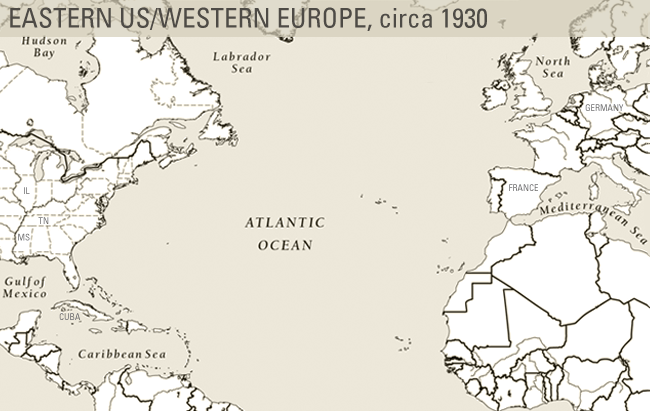 EASTERN US/WESTERN EUROPE, circa 1930
Hudson
Bay
Labrador
Sea
North
Sea
GERMANY
IL
FRANCE
TN
MS
ATLANTIC
OCEAN
Mediterranean Sea
Gulf of
Mexico
CUBA
Caribbean Sea